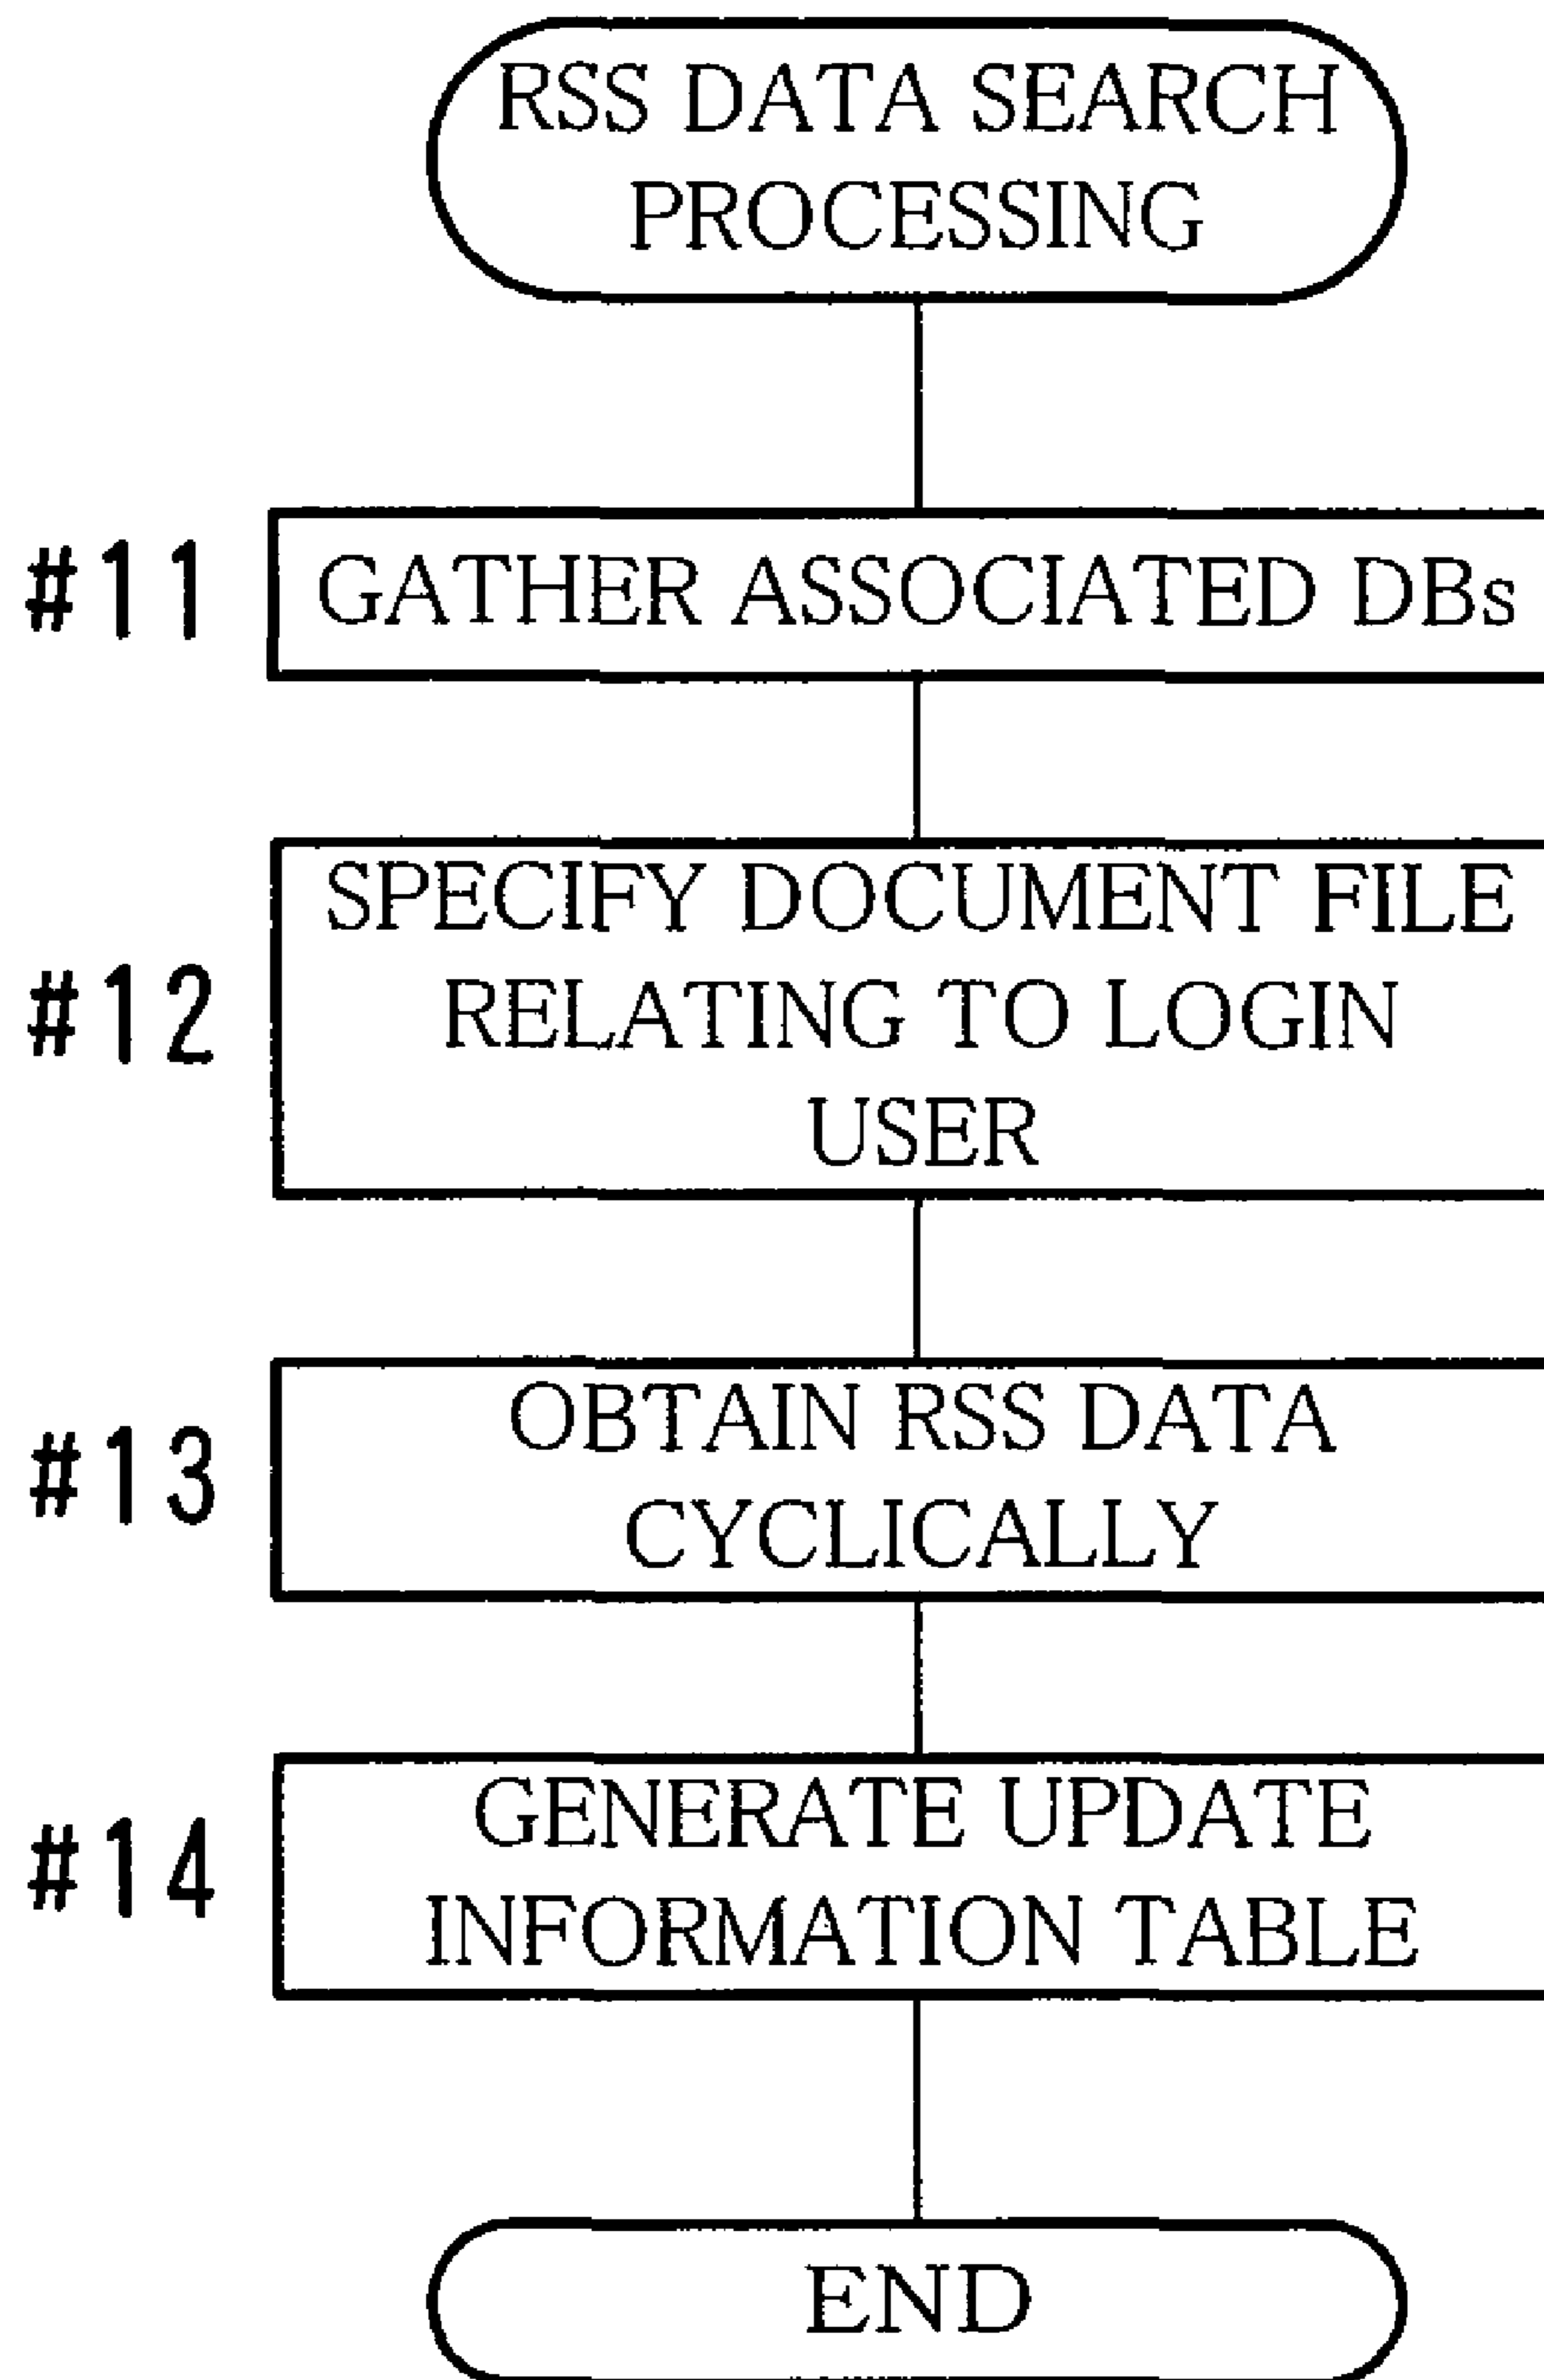 RSS DATA SEARCH
PROCESSING
#11
GATHER ASSOCIATED DBs
#12
SPECIFY DOCUMENT FILE
RELATING TO LOGIN
USER
#13
OBTAIN RSS DATA
CYCLICALLY
#14
GENERATE UPDATE
INFORMATION TABLE
END